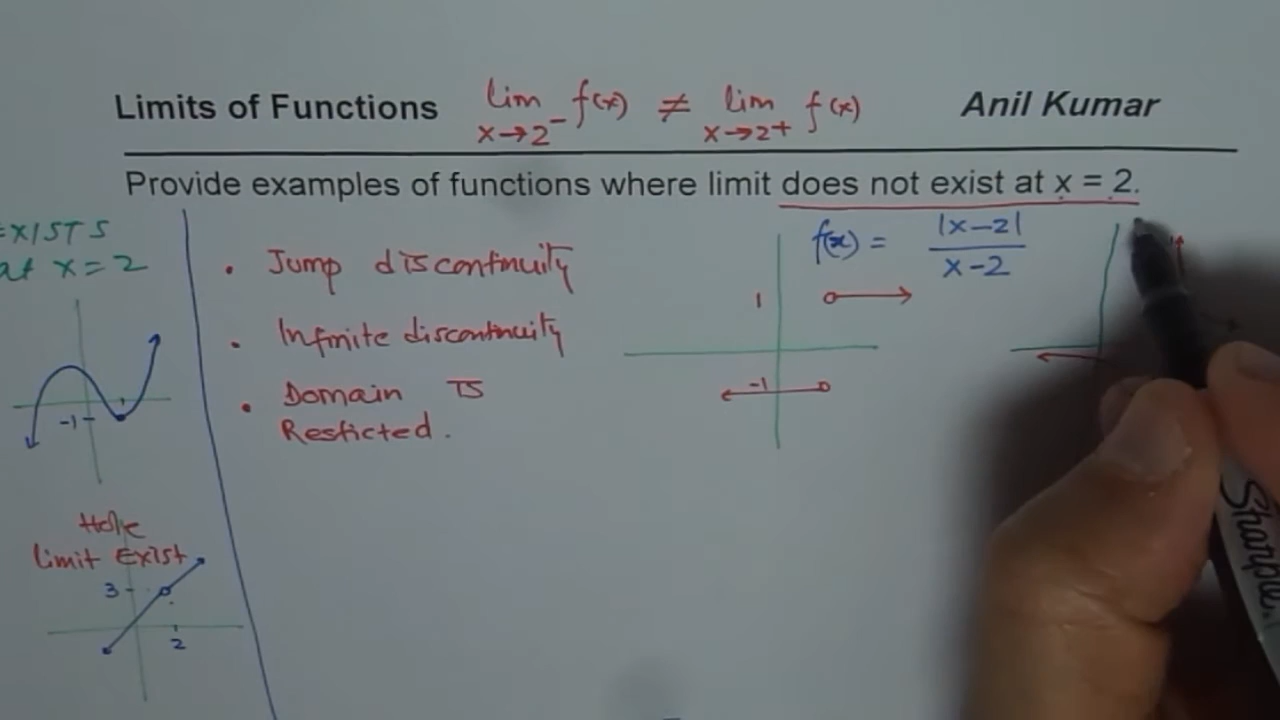 Limits of Functions lim x→2⁻ f(x) ≠ lim x→2+ f(x) Anil Kumar
Provide examples of functions where limit does not exist at x = 2.
EXISTS
at x = 2
-1
Hole
limit Exist
3
2
• Jump discontinuity
• Infinite discontinuity
• Domain is
Resticted.
f(x) = |x-2|
x-2
1
-1
Sharpie